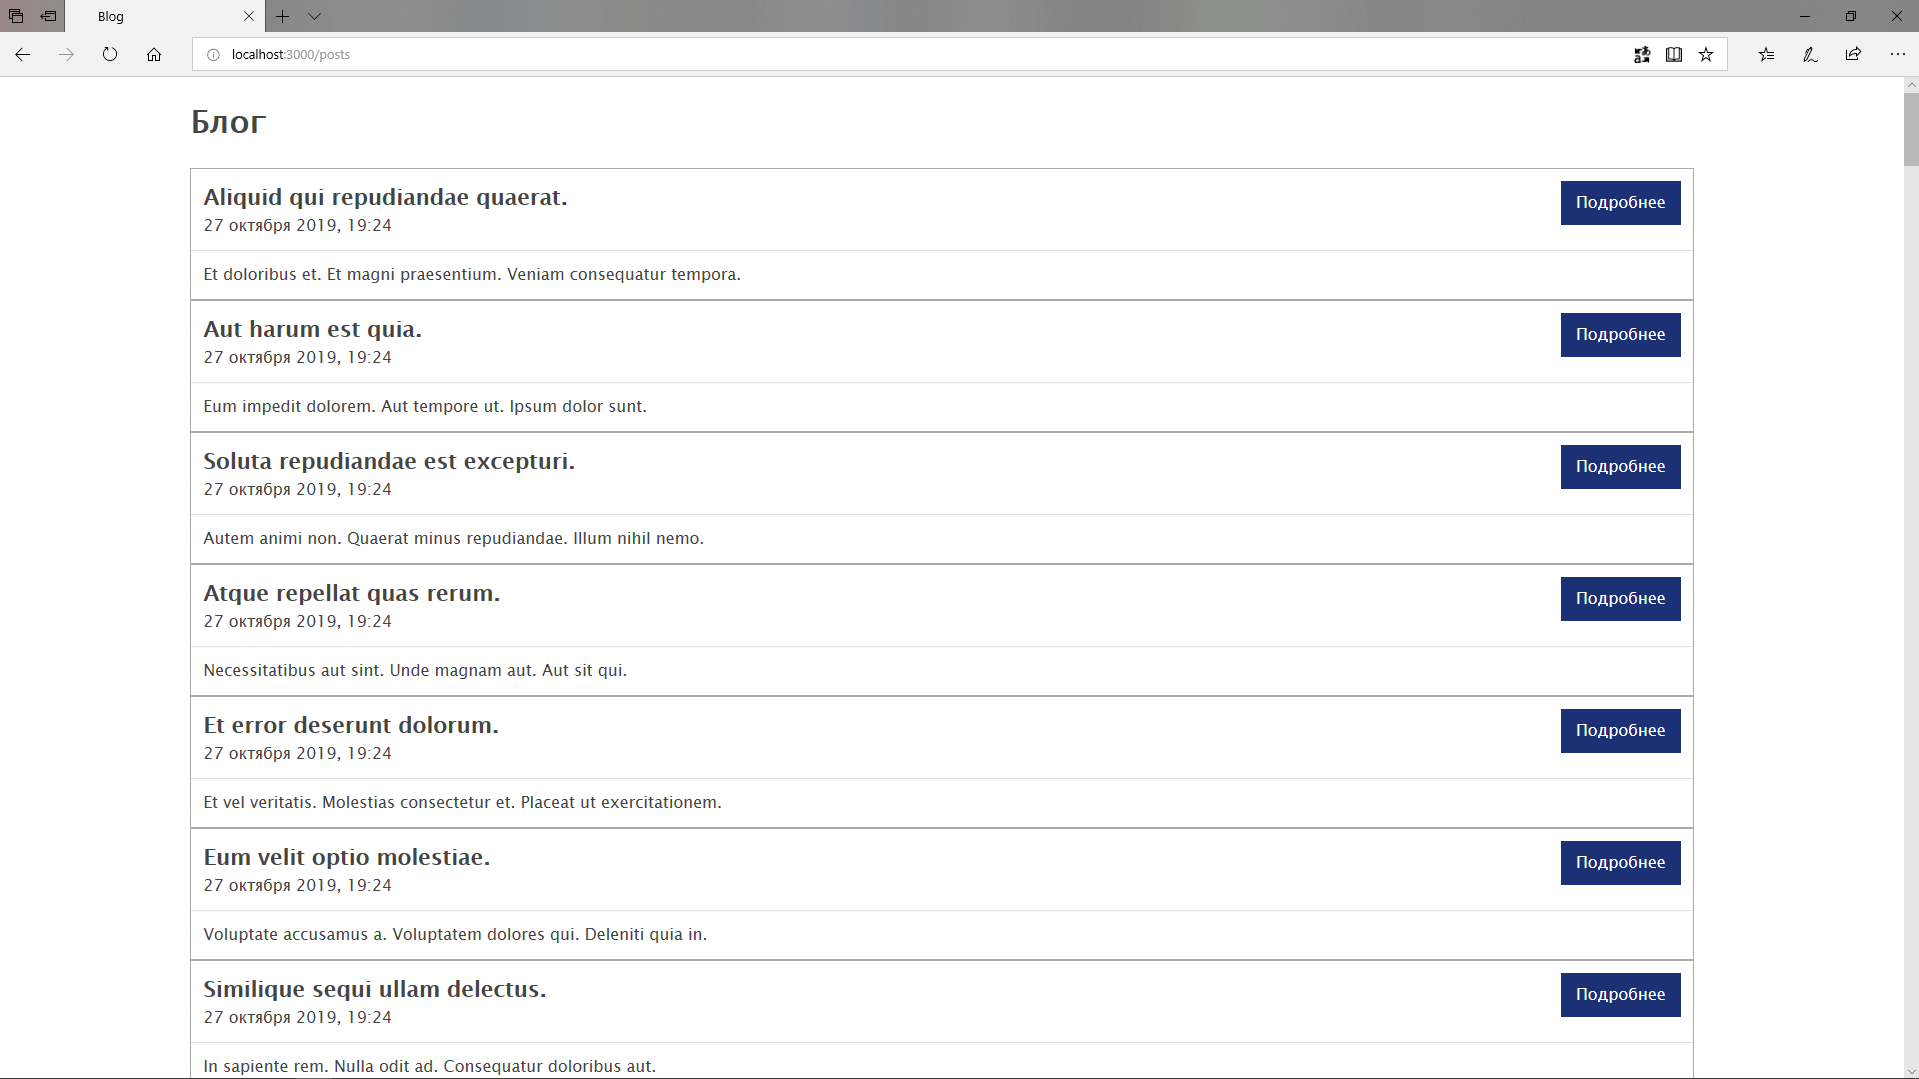 Blog
localhost:3000/posts
Блог
Aliquid qui repudiandae quaerat.
Подробнее
27 октября 2019, 19:24
Et doloribus et. Et magni praesentium. Veniam consequatur tempora.
Aut harum est quia.
Подробнее
27 октября 2019, 19:24
Eum impedit dolorem. Aut tempore ut. Ipsum dolor sunt.
Soluta repudiandae est excepturi.
Подробнее
27 октября 2019, 19:24
Autem animi non. Quaerat minus repudiandae. Illum nihil nemo.
Atque repellat quas rerum.
Подробнее
27 октября 2019, 19:24
Necessitatibus aut sint. Unde magnam aut. Aut sit qui.
Et error deserunt dolorum.
Подробнее
27 октября 2019, 19:24
Et vel veritatis. Molestias consectetur et. Placeat ut exercitationem.
Eum velit optio molestiae.
Подробнее
27 октября 2019, 19:24
Voluptate accusamus a. Voluptatem dolores qui. Deleniti quia in.
Similique sequi ullam delectus.
Подробнее
27 октября 2019, 19:24
In sapiente rem. Nulla odit ad. Consequatur doloribus aut.